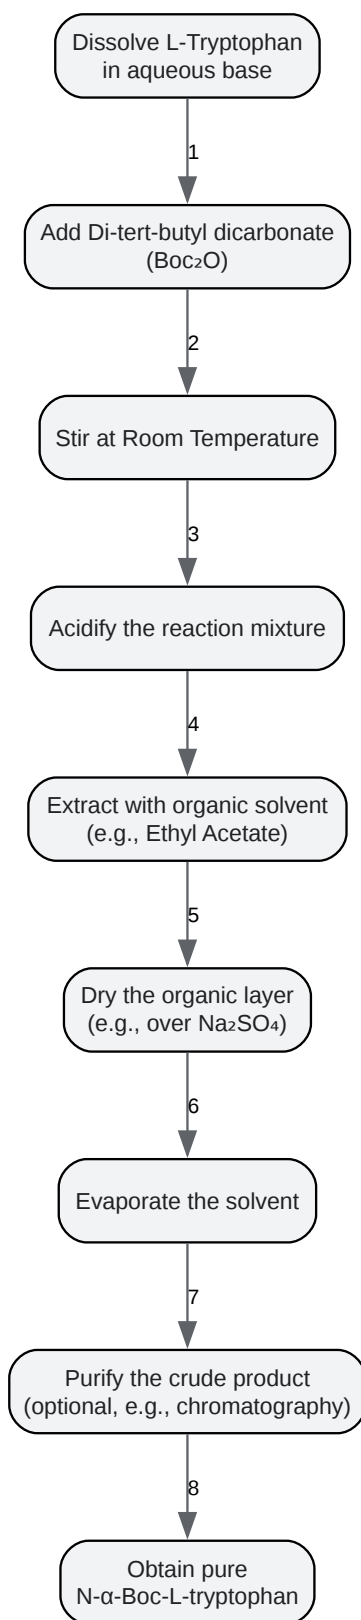 Dissolve L-Tryptophan
in aqueous base
1
Add Di-tert-butyl dicarbonate
(Boc₂O)
2
Stir at Room Temperature
3
Acidify the reaction mixture
4
Extract with organic solvent
(e.g., Ethyl Acetate)
5
Dry the organic layer
(e.g., over Na₂SO₄)
6
Evaporate the solvent
7
Purify the crude product
(optional, e.g., chromatography)
8
Obtain pure
N-α-Boc-L-tryptophan